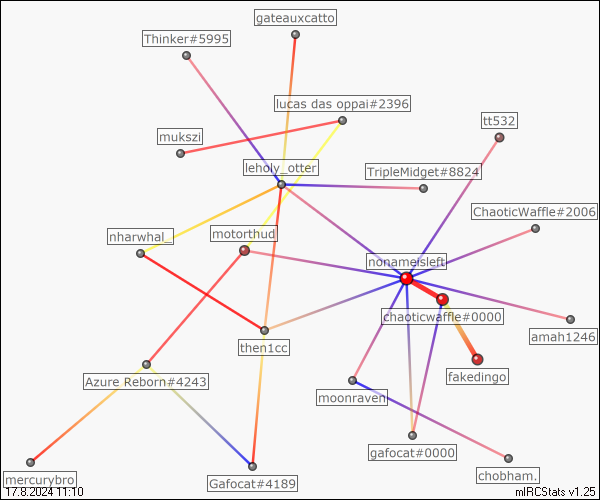 gateauxcatto
Thinker#5995
lucas das oppai#2396
tt532
mukszi
leholy_otter
TripleMidget#8824
ChaoticWaffle#2006
nharwhal_
motorthud
nonameisleft
chaoticwaffle#0000
amah1246
then1cc
fakedingo
Azure Reborn#4243
moonraven
gafocat#0000
mercurybro
Gafocat#4189
chobham.
17.8.2024 11:10
mIRCStats v1.25